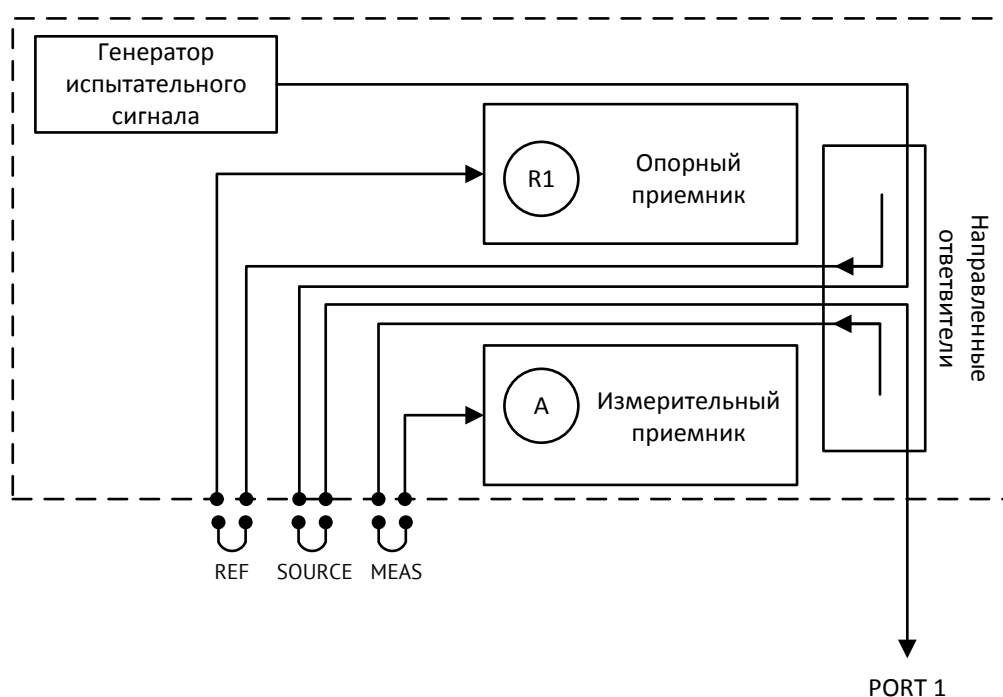 Генератор
испытательного
сигнала
R1
Опорный
приемник
Направленные
ответвители
A
Измерительный
приемник
REF
SOURCE
MEAS
PORT 1